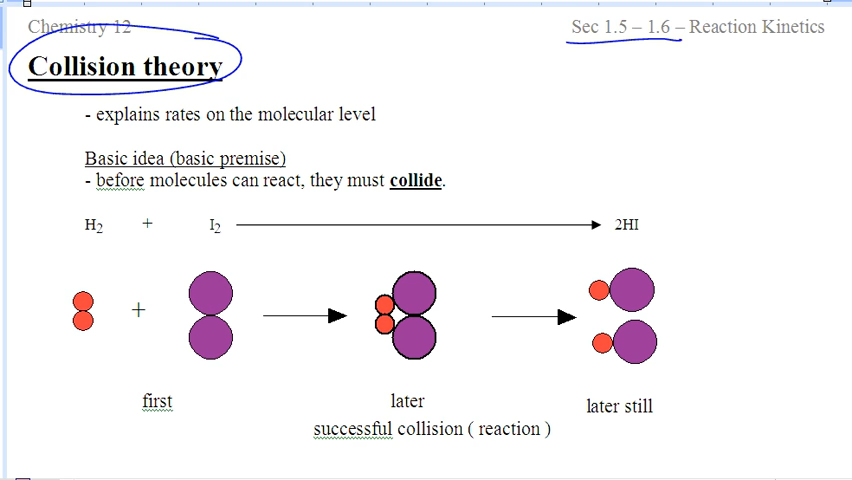 Chemistry 12 Sec 1.5 – 1.6 – Reaction Kinetics
Collision theory
- explains rates on the molecular level
Basic idea (basic premise)
- before molecules can react, they must collide.
H2 + I2 2HI
+
first later later still
successful collision ( reaction )